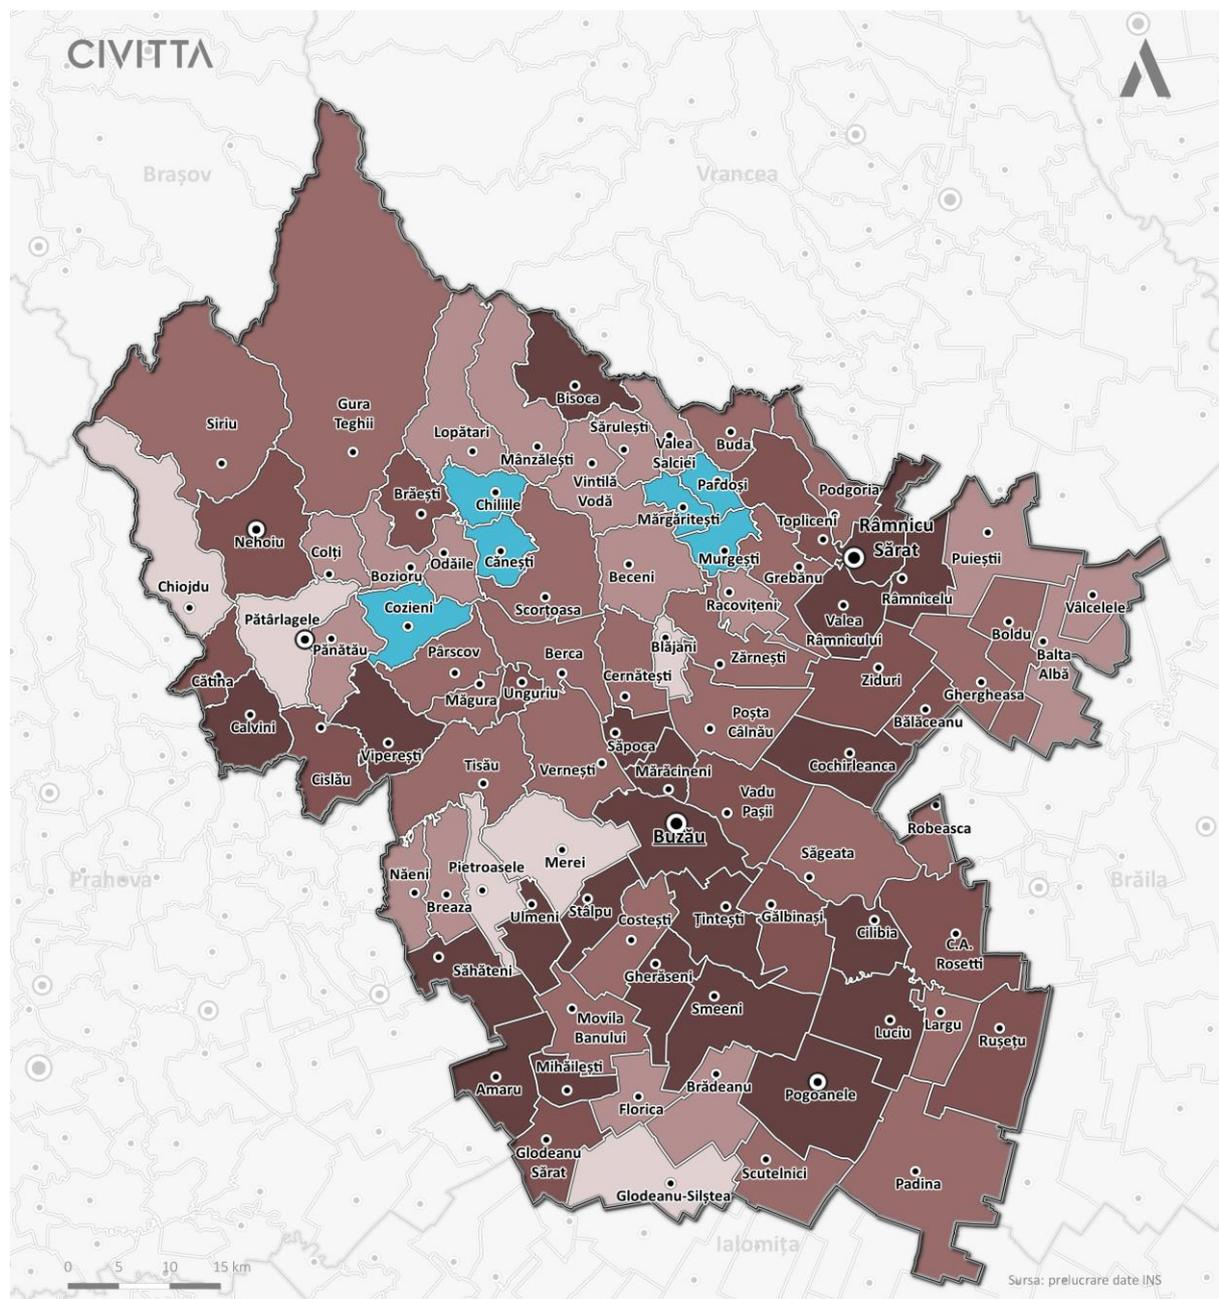 CIVITTA
Brașov
Vrancea
Siriu
Gura
Teghii
Bisoca
Lopătari
Sărulești
Mânzălești
Valea
Salciei
Buda
Brăești
Chiliile
Vintilă
Vodă
Pardoși
Podgoria
Mărgăritești
Topliceni
Râmnicu
Sărat
Nehoiu
Colți
Bozioru
Odăile
Cănești
Beceni
Murgești
Grebănu
Puieștii
Chiojdu
Cozieni
Scorțoasa
Racovițeni
Râmnicelu
Vâlcelele
Pătârlagele
Pănătău
Valea
Râmnicului
Boldu
Balta
Albă
Pârscov
Berca
Blăjani
Zărnești
Cătina
Măgura
Unguriu
Cernătești
Ziduri
Ghergheasa
Calvini
Poșta
Câlnău
Bălăceanu
Viperești
Săpoca
Cislău
Tisău
Vernești
Mărăcineni
Cochirleanca
Vadu
Pașii
Buzău
Robeasca
Săgeata
Prahova
Brăila
Năeni
Pietroasele
Merei
Breaza
Ulmeni
Stâlpu
Costești
Țintești
Gălbinași
Cilibia
C.A.
Rosetti
Săhăteni
Gherăseni
Smeeni
Movila
Banului
Luciu
Largu
Rușețu
Mihăilești
Amaru
Brădeanu
Pogoanele
Florica
Glodeanu
Sărat
Scutelnici
Padina
Glodeanu-Silștea
Ialomița
0 5 10 15 km
Sursa: prelucrare date INS